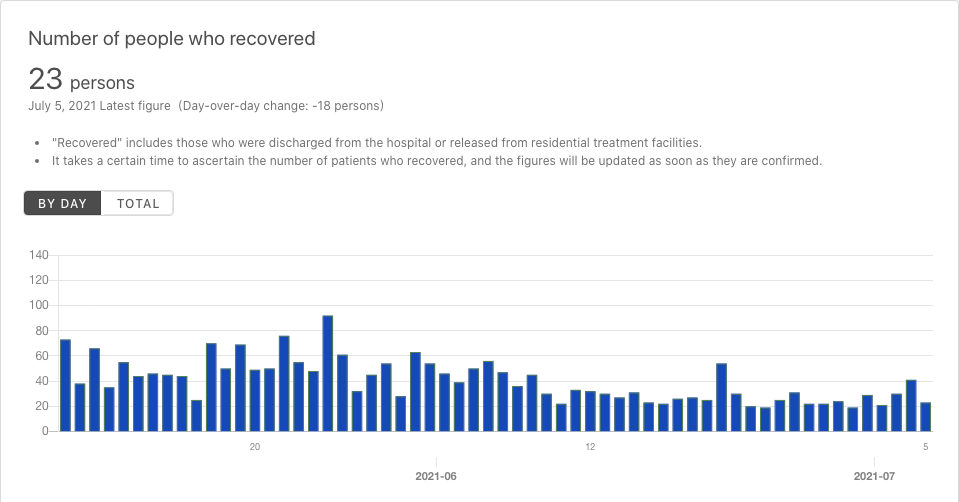 Number of people who recovered
23 persons
July 5, 2021 Latest figure (Day-over-day change: -18 persons)
• "Recovered" includes those who were discharged from the hospital or released from residential treatment facilities.
• It takes a certain time to ascertain the number of patients who recovered, and the figures will be updated as soon as they are confirmed.
BY DAY TOTAL
140
120
100
80
60
40
20
0
20 12 5
2021-06 2021-07